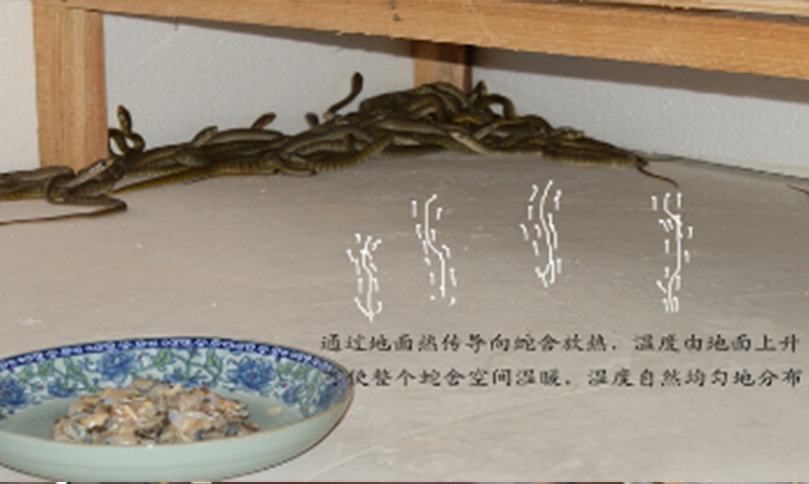 通过地面热传导向蛇舍放热，温度由地面上升
使整个蛇舍空间温暖，温度自然均匀地分布